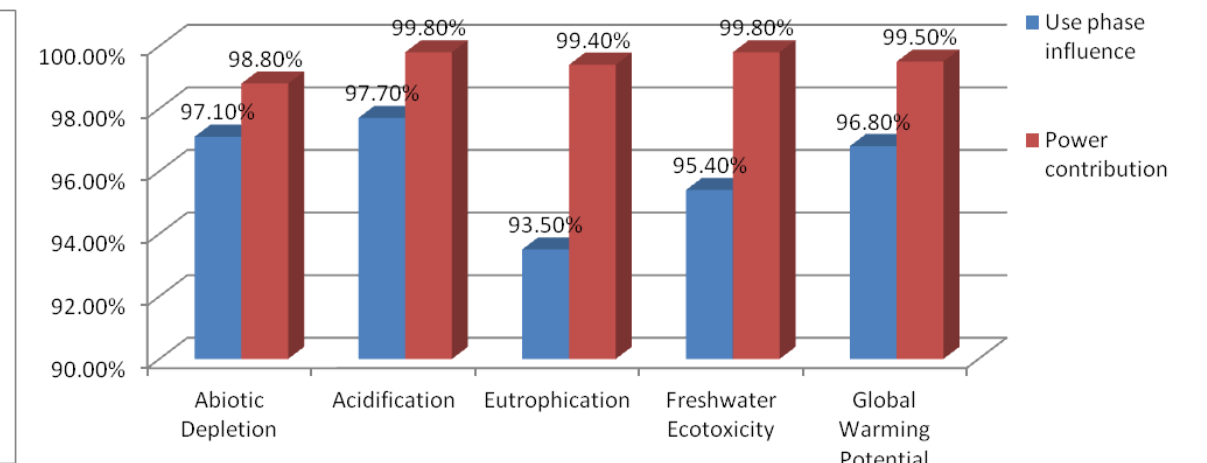 99.80%
99.80%
Use phase
influence
99.40%
99.50%
100.00%
98.80%
98.00%
97.10%
97.70%
96.80%
Power
contribution
96.00%
95.40%
94.00%
93.50%
92.00%
90.00%
Abiotic
Depletion
Acidification
Eutrophication
Freshwater
Ecotoxicity
Global
Warming
Potential